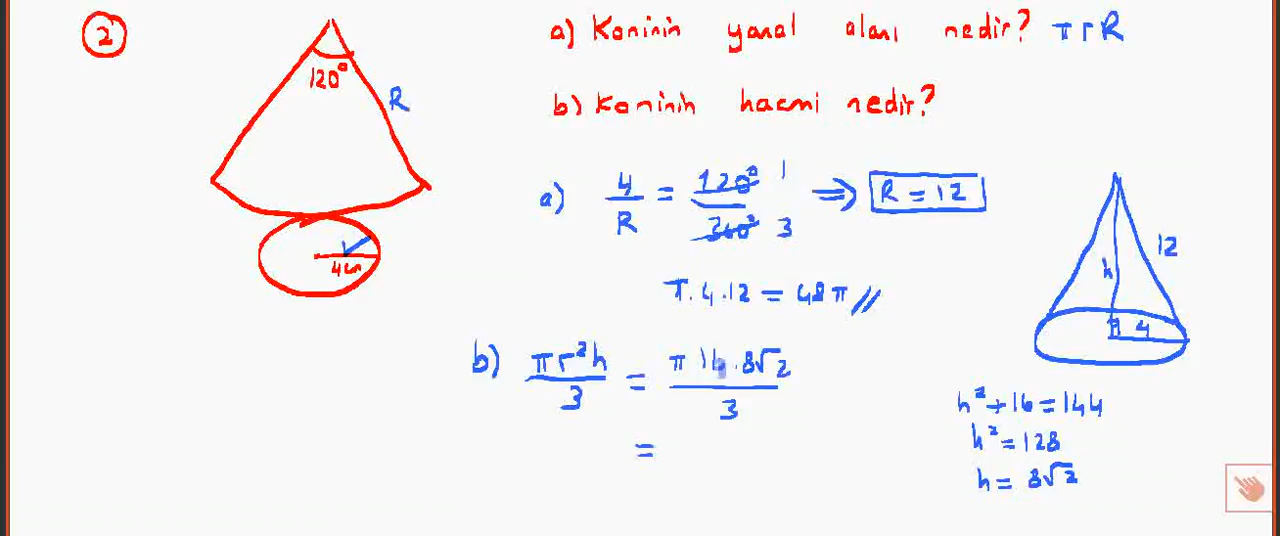 2
120°
R
4cm
a) Koninin yanal alanı nedir? πrR
b) Koninin hacmi nedir?
a) 4/R = 120°/360° 1/3 ⇒ R = 12
π.4.12 = 48π //
b) πr²h/3 = π16.8√2/3
=
12
h
4
h² + 16 = 144
h² = 128
h = 8√2